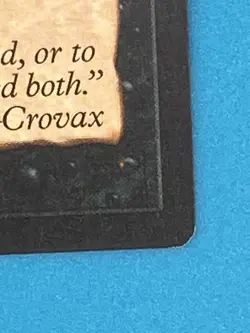 d, or to
d both.”
-Crovax